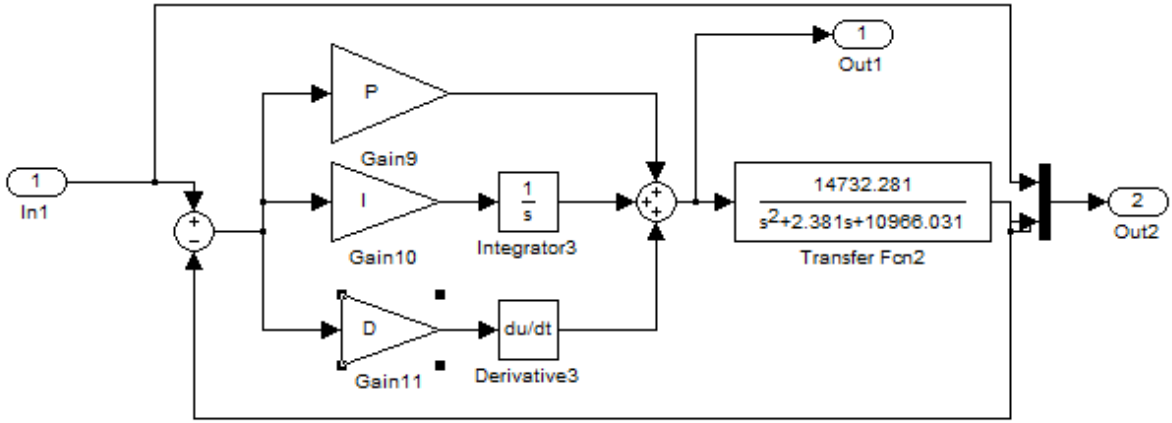 1
Out1
P
Gain9
1
In1
I
Gain10
1
s
Integrator3
+
−
+
+
+
14732.281
s²+2.381s+10966.031
Transfer Fcn2
2
Out2
D
Gain11
du/dt
Derivative3